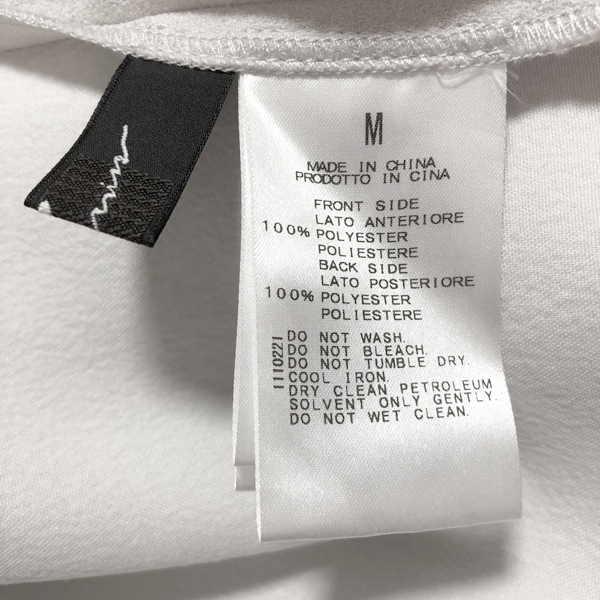 M
MADE IN CHINA
PRODOTTO IN CINA
FRONT SIDE
LATO ANTERIORE
100% POLYESTER
POLIESTERE
BACK SIDE
LATO POSTERIORE
100% POLYESTER
POLIESTERE
1110221
DO NOT WASH.
DO NOT BLEACH.
DO NOT TUMBLE DRY.
COOL IRON.
DRY CLEAN PETROLEUM
SOLVENT ONLY GENTLY.
DO NOT WET CLEAN.